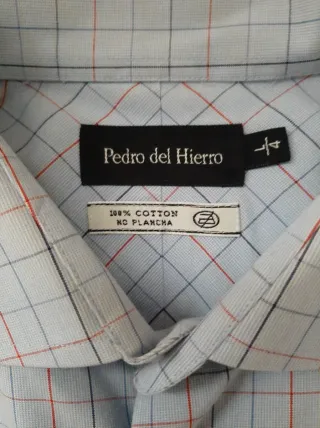 Pedro del Hierro
L/4
100% COTTON
NO PLANCHA